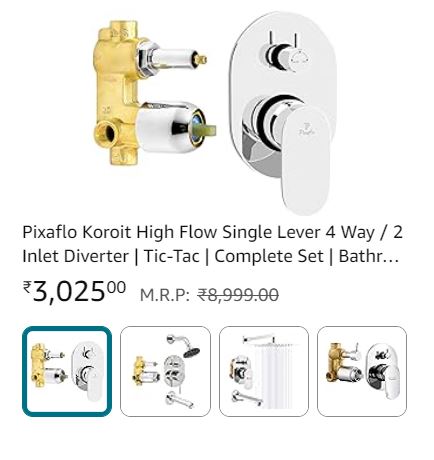 Pixaflo
Pixaflo Koroit High Flow Single Lever 4 Way / 2
Inlet Diverter | Tic-Tac | Complete Set | Bathr...
₹3,02500 M.R.P: ₹8,999.00